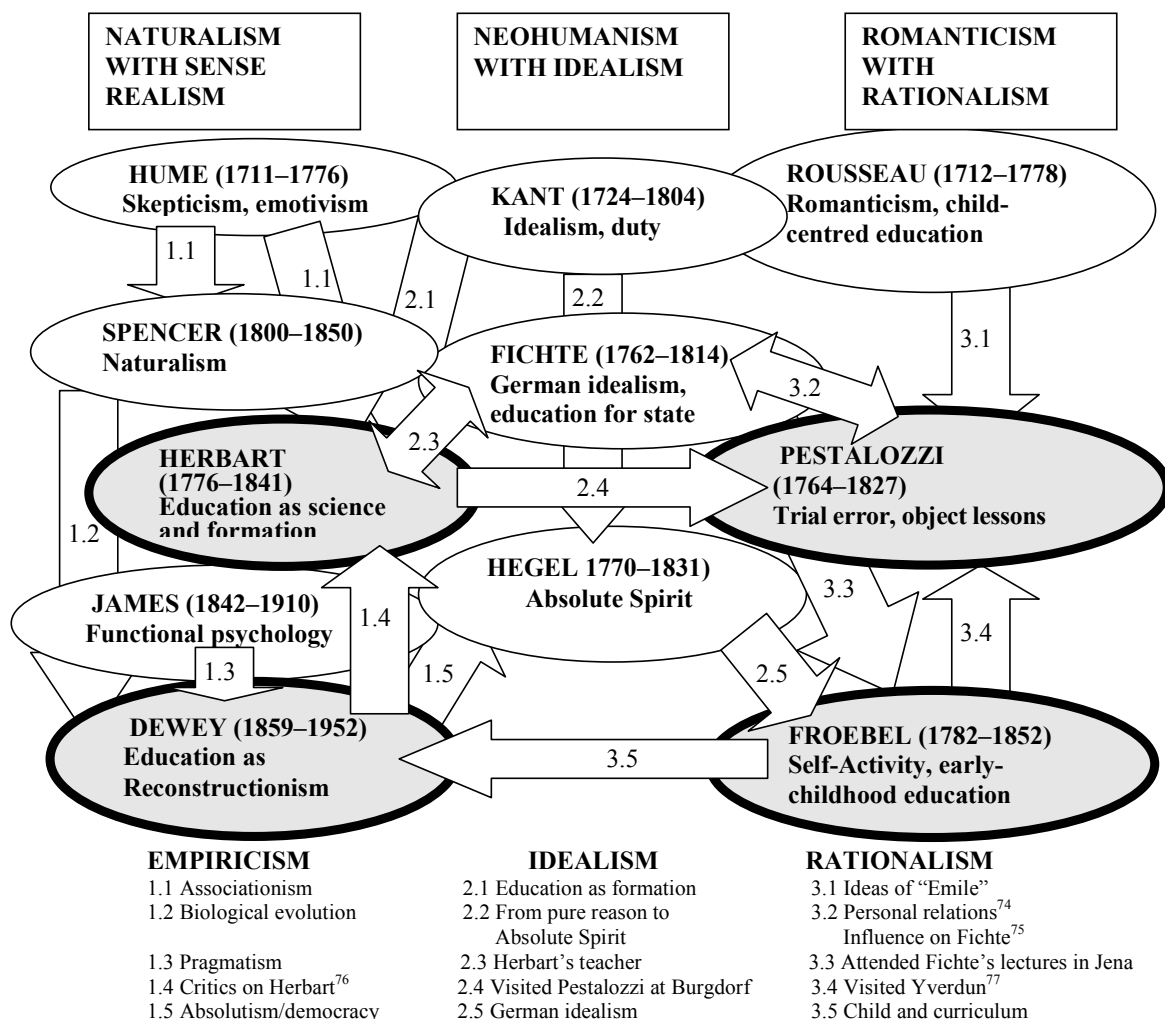 NATURALISM
WITH SENSE
REALISM
NEOHUMANISM
WITH IDEALISM
ROMANTICISM
WITH
RATIONALISM
HUME (1711–1776)
Skepticism, emotivism
KANT (1724–1804)
Idealism, duty
ROUSSEAU (1712–1778)
Romanticism, child-
centred education
1.1
1.1
2.1
2.2
3.1
SPENCER (1800–1850)
Naturalism
FICHTE (1762–1814)
German idealism,
education for state
3.2
2.3
HERBART
(1776–1841)
Education as science
and formation
2.4
PESTALOZZI
(1764–1827)
Trial error, object lessons
1.2
JAMES (1842–1910)
Functional psychology
1.4
HEGEL 1770–1831)
Absolute Spirit
3.3
3.4
1.3
1.5
2.5
DEWEY (1859–1952)
Education as
Reconstructionism
3.5
FROEBEL (1782–1852)
Self-Activity, early-
childhood education
EMPIRICISM
1.1 Associationism
1.2 Biological evolution
1.3 Pragmatism
1.4 Critics on Herbart76
1.5 Absolutism/democracy
IDEALISM
2.1 Education as formation
2.2 From pure reason to
Absolute Spirit
2.3 Herbart’s teacher
2.4 Visited Pestalozzi at Burgdorf
2.5 German idealism
RATIONALISM
3.1 Ideas of “Emile”
3.2 Personal relations74
Influence on Fichte75
3.3 Attended Fichte’s lectures in Jena
3.4 Visited Yverdun77
3.5 Child and curriculum